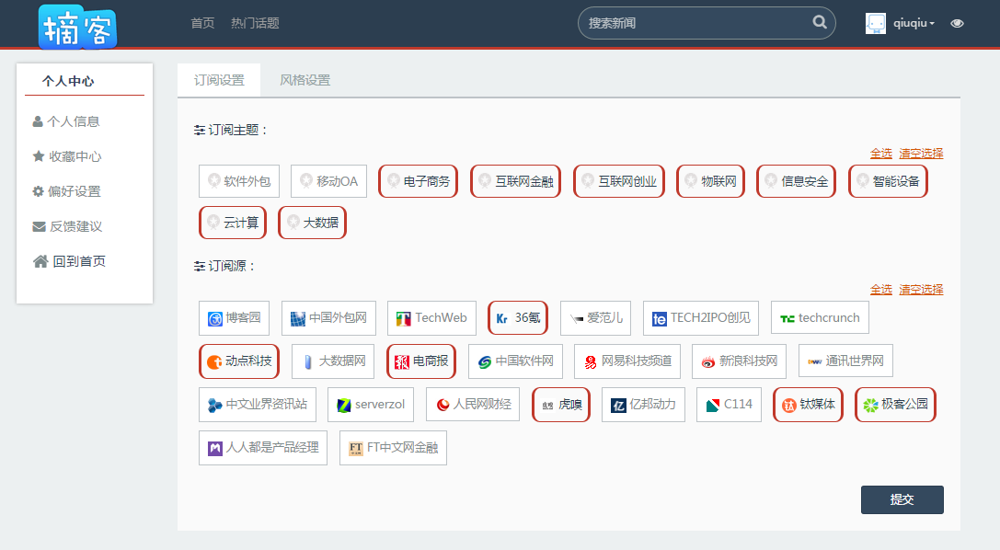 摘客 首页 热门话题 搜索新闻 qiuqiu
个人中心
个人信息
收藏中心
偏好设置
反馈建议
回到首页
订阅设置 风格设置
订阅主题：
全选 清空选择
软件外包 移动OA 电子商务 互联网金融 互联网创业 物联网 信息安全 智能设备
云计算 大数据
订阅源：
全选 清空选择
博客园 中国外包网 TechWeb Kr 36氪 爱范儿 te TECH2IPO创见 TC techcrunch
动点科技 大数据网 报 电商报 中国软件网 易 网易科技频道 新浪科技网 通讯世界网
中文业界资讯站 Z serverzol 人民网财经 虎嗅 虎嗅 亿 亿邦动力 C114 钛 钛媒体 极客公园
人人都是产品经理 FT FT中文网金融
提交